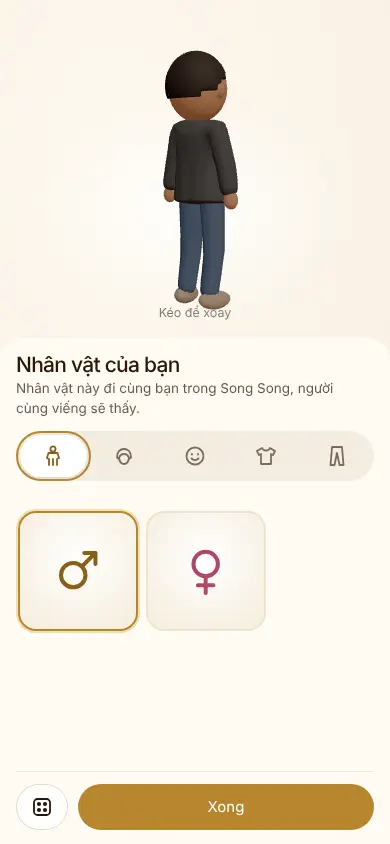 Kéo để xoay
Nhân vật của bạn
Nhân vật này đi cùng bạn trong Song Song, người
cùng viếng sẽ thấy.
Xong